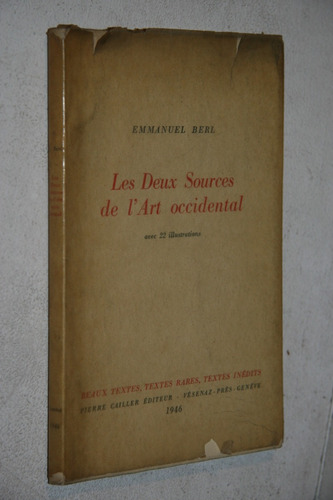 EMMANUEL BERL
Les Deux Sources
de l'Art occidental
avec 22 illustrations
BEAUX TEXTES, TEXTES RARES, TEXTES INÉDITS
PIERRE CAILLER ÉDITEUR - VÉSENAZ-PRÈS-GENÈVE
1946